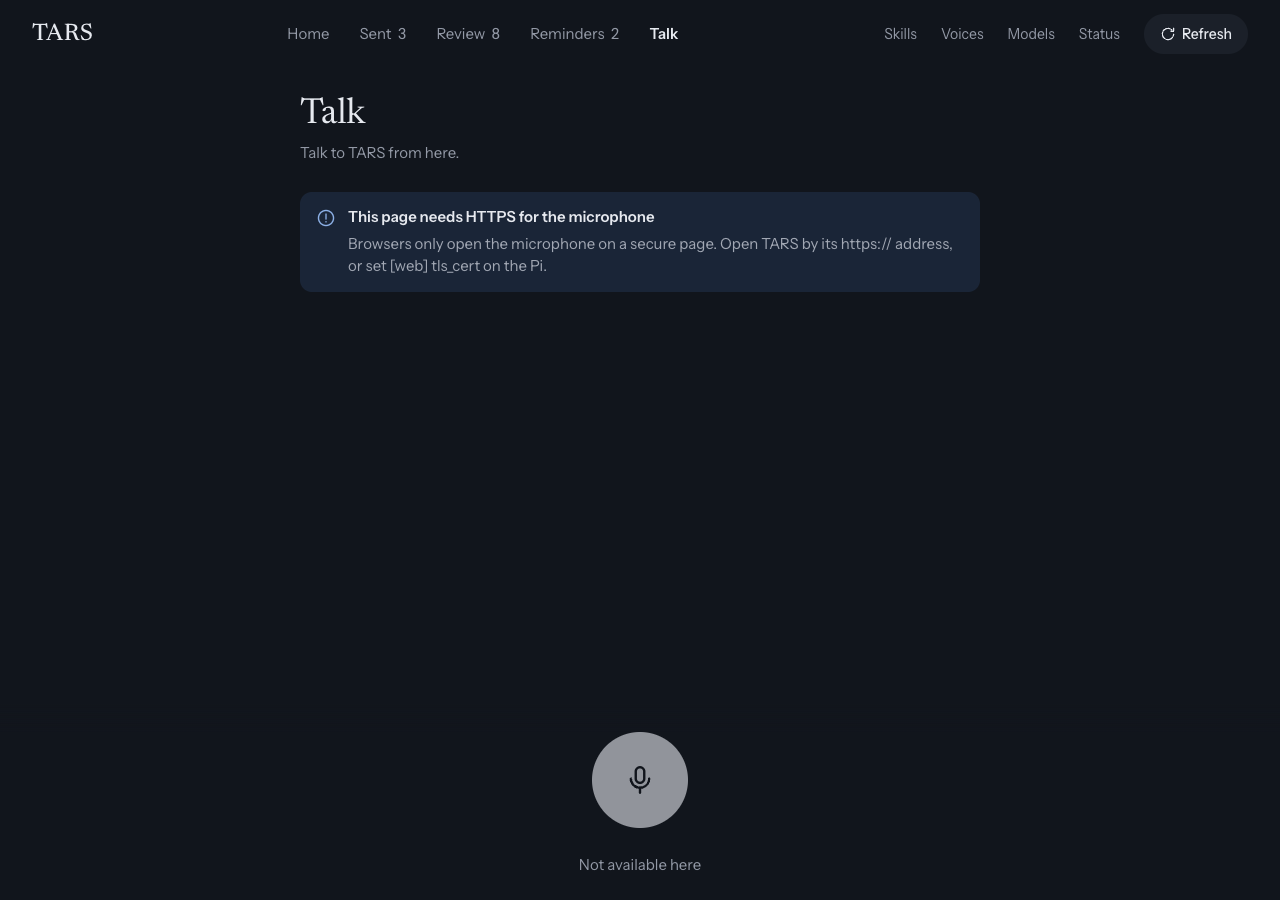 TARS
Home Sent 3 Review 8 Reminders 2 Talk
Skills Voices Models Status Refresh
Talk
Talk to TARS from here.
This page needs HTTPS for the microphone
Browsers only open the microphone on a secure page. Open TARS by its https:// address,
or set [web] tls_cert on the Pi.
Not available here